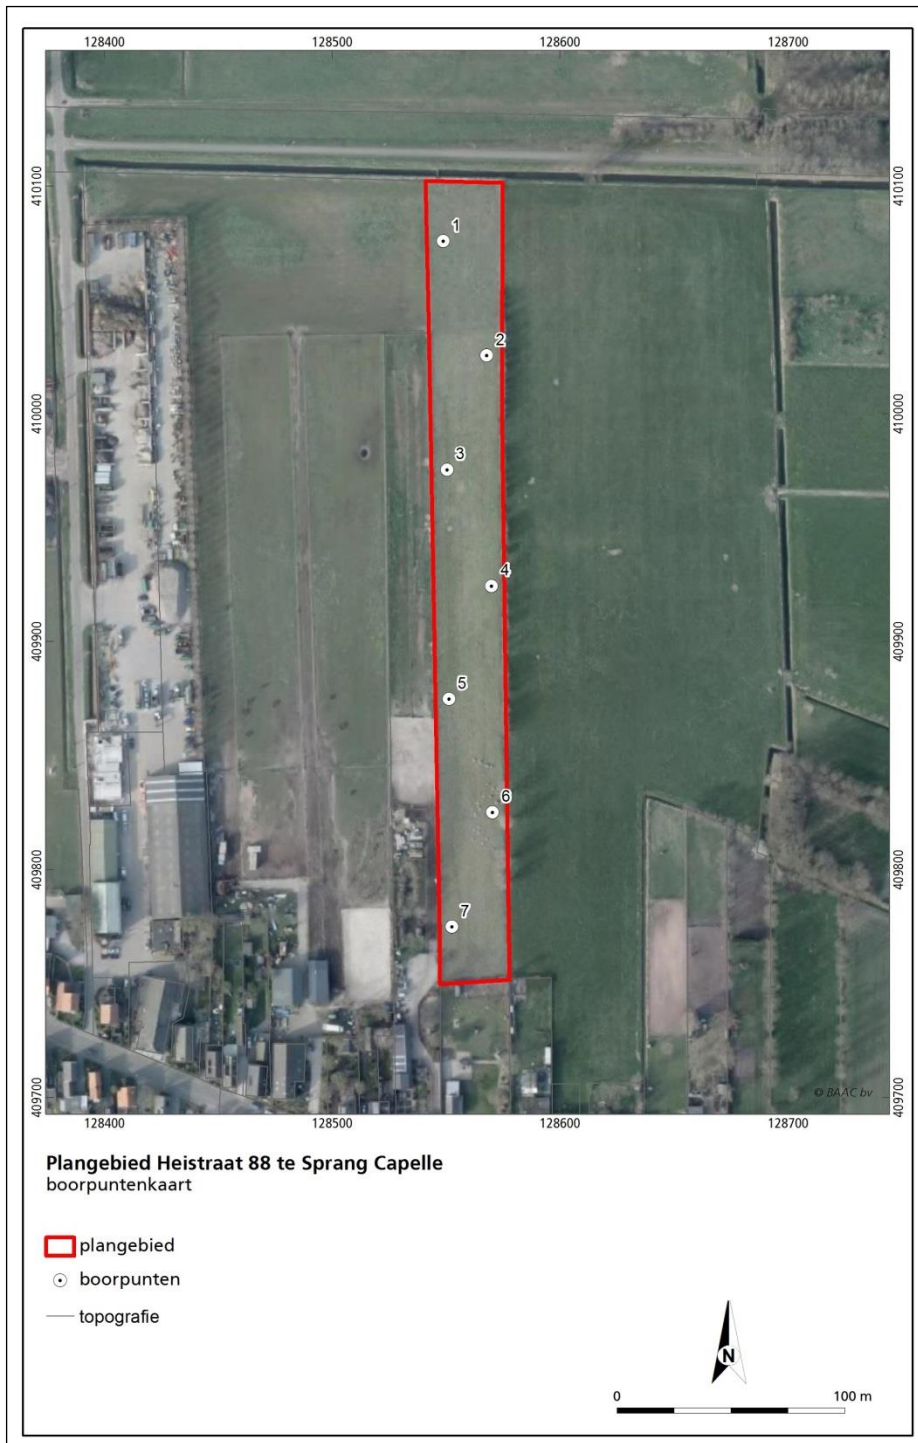 128400 128500 128600 128700
410100 410100
1
2
410000 410000
3
4
409900 409900
5
6
409800 409800
7
409700 409700
© BAAC bv
128400 128500 128600 128700
Plangebied Heistraat 88 te Sprang Capelle
boorpuntenkaart
plangebied
boorpunten
topografie
N
0 100 m